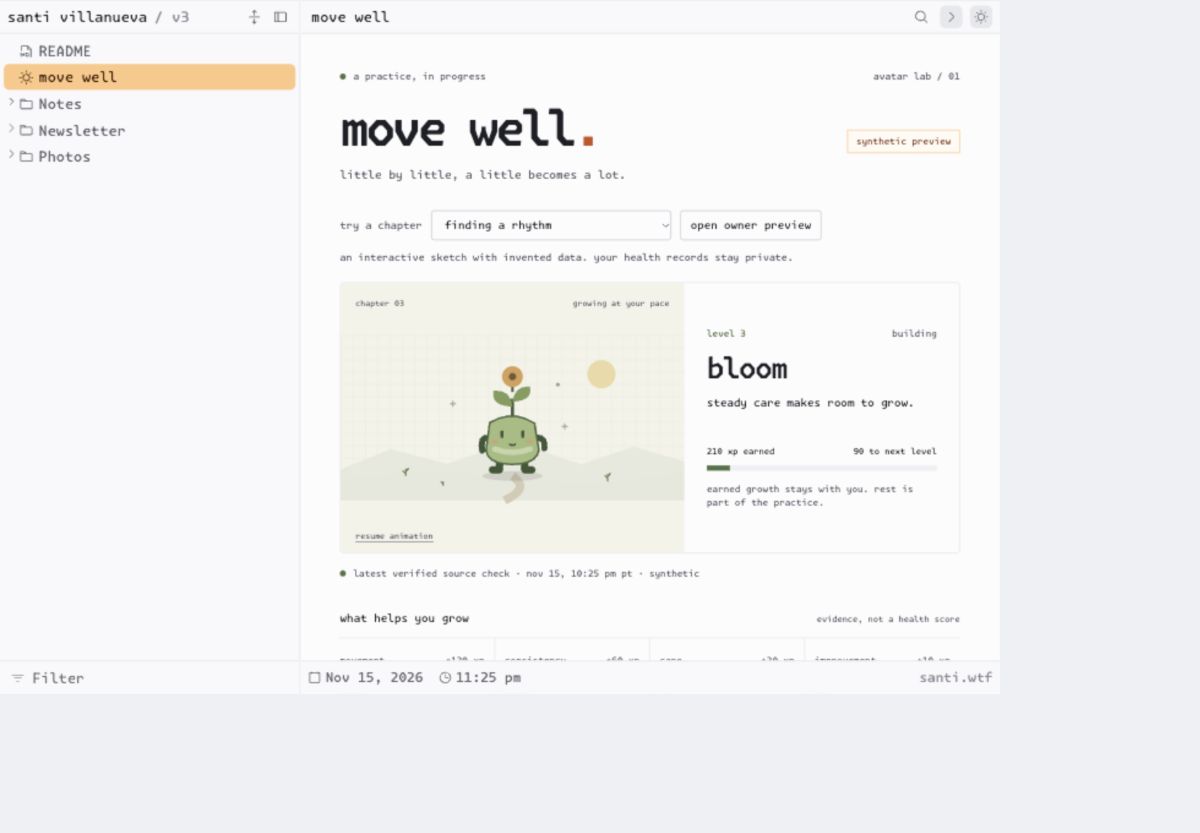 santi villanueva / v3
move well
README
move well
Notes
Newsletter
Photos
a practice, in progress
avatar lab / 01
move well.
synthetic preview
little by little, a little becomes a lot.
try a chapter
finding a rhythm
open owner preview
an interactive sketch with invented data. your health records stay private.
chapter 03
growing at your pace
level 3
building
bloom
steady care makes room to grow.
210 xp earned
90 to next level
earned growth stays with you. rest is
part of the practice.
resume animation
latest verified source check · nov 15, 10:25 pm pt · synthetic
what helps you grow
evidence, not a health score
Filter
Nov 15, 2026
11:25 pm
santi.wtf